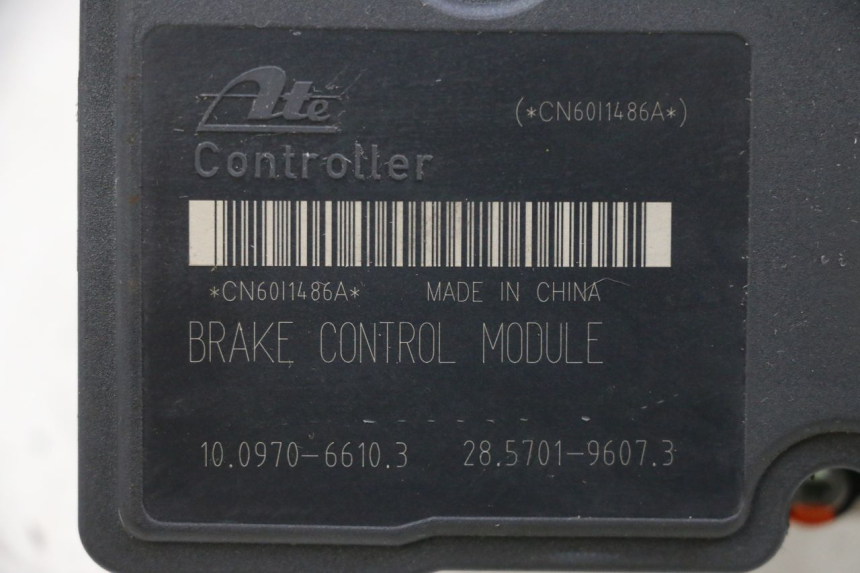 Ate
(*CN60I1486A*)
Controller
*CN60I1486A* MADE IN CHINA
BRAKE CONTROL MODULE
10.0970-6610.3 28.5701-9607.3